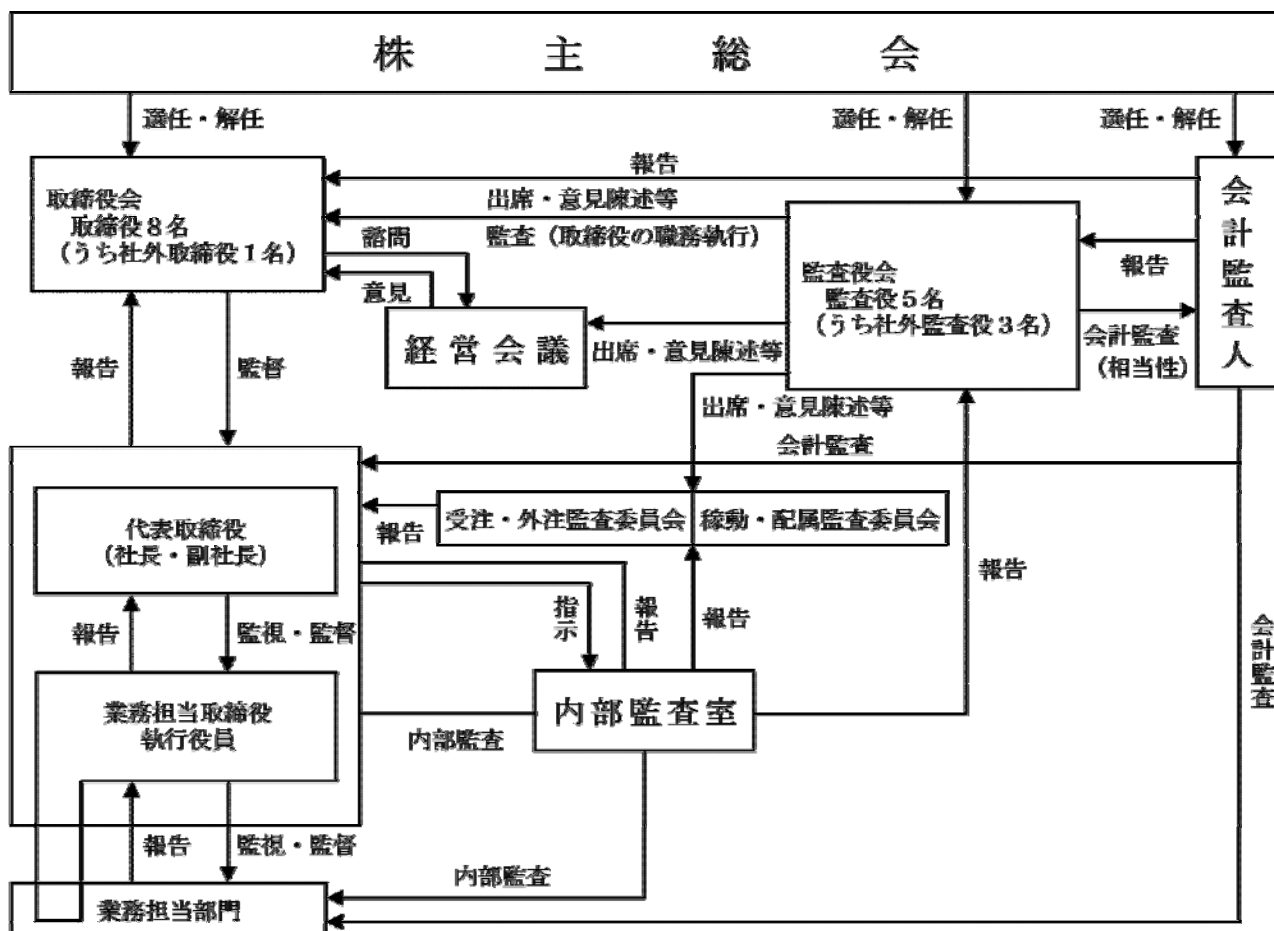 株主総会
選任・解任
選任・解任
選任・解任
報告
取締役会
取締役8名
（うち社外取締役1名）
出席・意見陳述等
監査（取締役の職務執行）
諮問
意見
経営会議
監査役会
監査役5名
（うち社外監査役3名）
報告
会計監査
（相当性）
会計監査人
出席・意見陳述等
報告
監督
出席・意見陳述等
会計監査
代表取締役
（社長・副社長）
報告
受注・外注監査委員会
稼動・配属監査委員会
報告
指示
報告
報告
報告
監視・監督
会計監査
業務担当取締役
執行役員
内部監査
内部監査室
報告
監視・監督
内部監査
業務担当部門